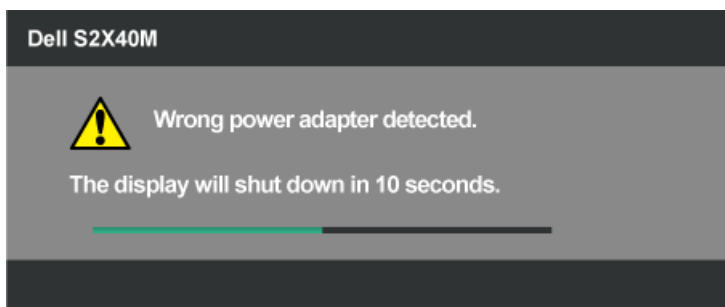 Dell S2X40M
Wrong power adapter detected.
The display will shut down in 10 seconds.